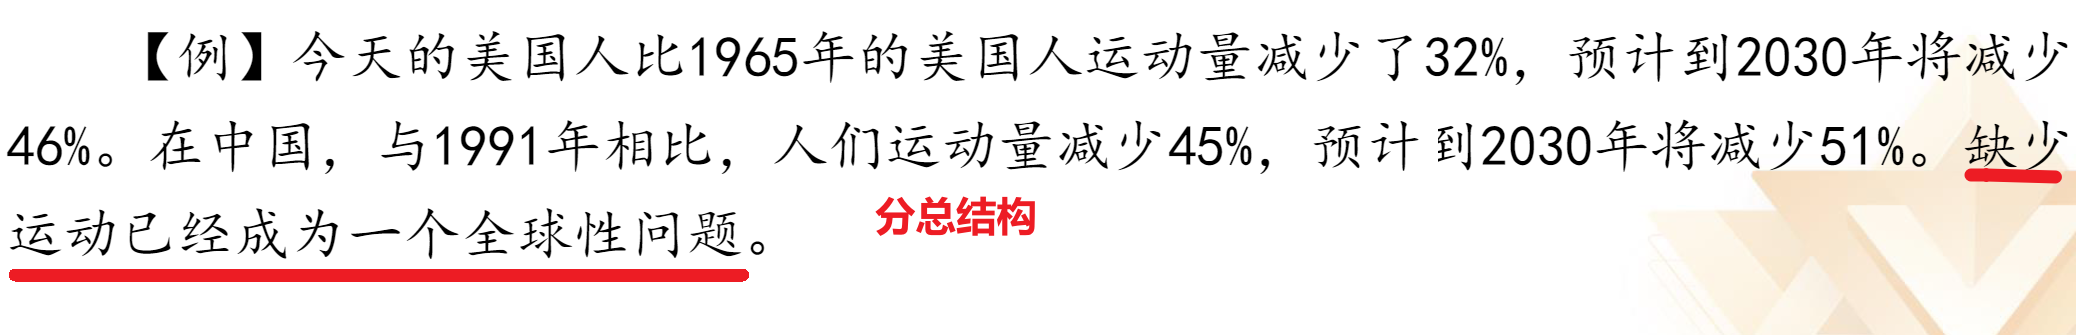 【例】今天的美国人比1965年的美国人运动量减少了32%，预计到2030年将减少
46%。在中国，与1991年相比，人们运动量减少45%，预计到2030年将减少51%。缺少
运动已经成为一个全球性问题。
分总结构